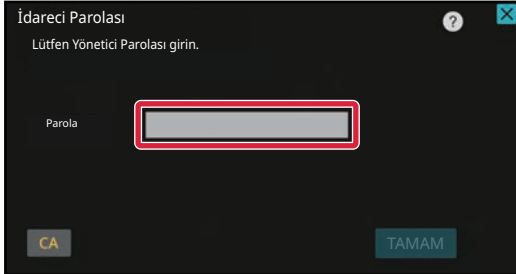 İdareci Parolası
?
Lütfen Yönetici Parolası girin.
Parola
CA
TAMAM